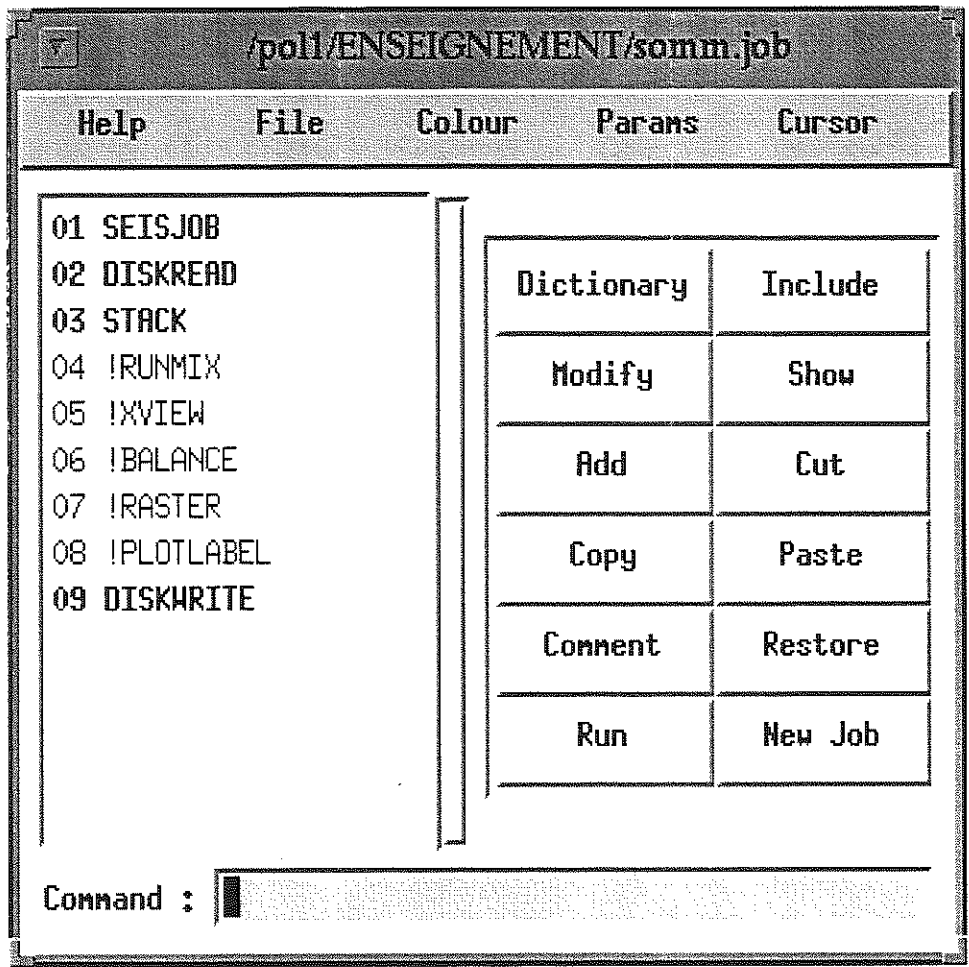 /pol1/ENSEIGNEMENT/somm.job
Help File Colour Params Cursor
01 SEISJOB
02 DISKREAD
03 STACK
04 !RUNMIX
05 !XVIEW
06 !BALANCE
07 !RASTER
08 !PLOTLABEL
09 DISKWRITE
Dictionary Include
Modify Show
Add Cut
Copy Paste
Comment Restore
Run New Job
Command :